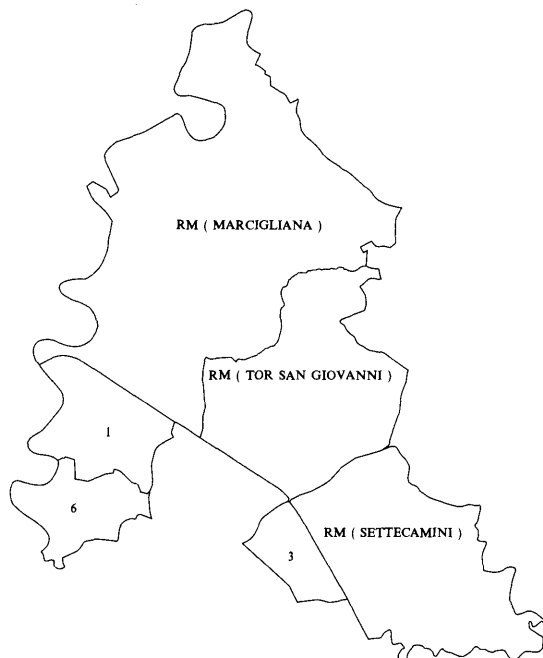 RM ( MARCIGLIANA )
RM ( TOR SAN GIOVANNI )
1
6
RM ( SETTECAMINI )
3